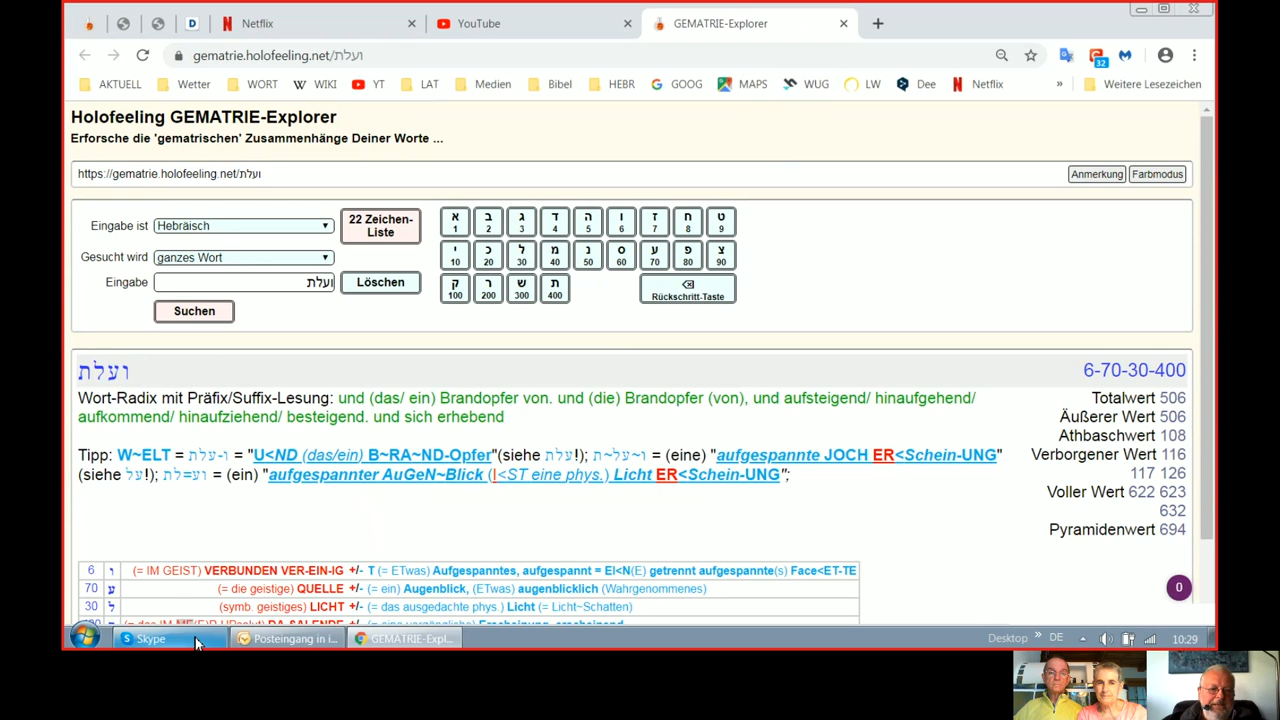 Netflix
YouTube
GEMATRIE-Explorer
gematrie.holofeeling.net/ועלת
32
AKTUELL Wetter WORT WIKI YT LAT Medien Bibel HEBR GOOG MAPS WUG LW Dee Netflix » Weitere Lesezeichen
Holofeeling GEMATRIE-Explorer
Erforsche die 'gematrischen' Zusammenhänge Deiner Worte ...
https://gematrie.holofeeling.net/ועלת
Anmerkung Farbmodus
Eingabe ist Hebräisch
22 Zeichen-Liste
Gesucht wird ganzes Wort
Eingabe ועלת Löschen
Suchen
א ב ג ד ה ו ז ח ט
1 2 3 4 5 6 7 8 9
י כ ל מ נ ס ע פ צ
10 20 30 40 50 60 70 80 90
ק ר ש ת
100 200 300 400 Rückschritt-Taste
ועלת 6-70-30-400
Wort-Radix mit Präfix/Suffix-Lesung: und (das/ ein) Brandopfer von. und (die) Brandopfer (von), und aufsteigend/ hinaufgehend/
aufkommend/ hinaufziehend/ besteigend. und sich erhebend
Tipp: W~ELT = ו-עלת = "U<ND (das/ein) B~RA~ND-Opfer"(siehe עלת!); ו~על~ת = (eine) "aufgespannte JOCH ER<Schein-UNG"
(siehe על!); וע=לת = (ein) "aufgespannter AuGeN~Blick (I<ST eine phys.) Licht ER<Schein-UNG";
Totalwert 506
Äußerer Wert 506
Athbaschwert 108
Verborgener Wert 116
117 126
Voller Wert 622 623
632
Pyramidenwert 694
6 ו (= IM GEIST) VERBUNDEN VER-EIN-IG +/- T (= ETwas) Aufgespanntes, aufgespannt = EI<N(E) getrennt aufgespannte(s) Face<ET-TE
70 ע (= die geistige) QUELLE +/- (= ein) Augenblick, (ETwas) augenblicklich (Wahrgenommenes)
30 ל (symb. geistiges) LICHT +/- (= das ausgedachte phys.) Licht (= Licht~Schatten)
0
Skype
Posteingang in i...
GEMATRIE-Expl...
Desktop » DE 10:29